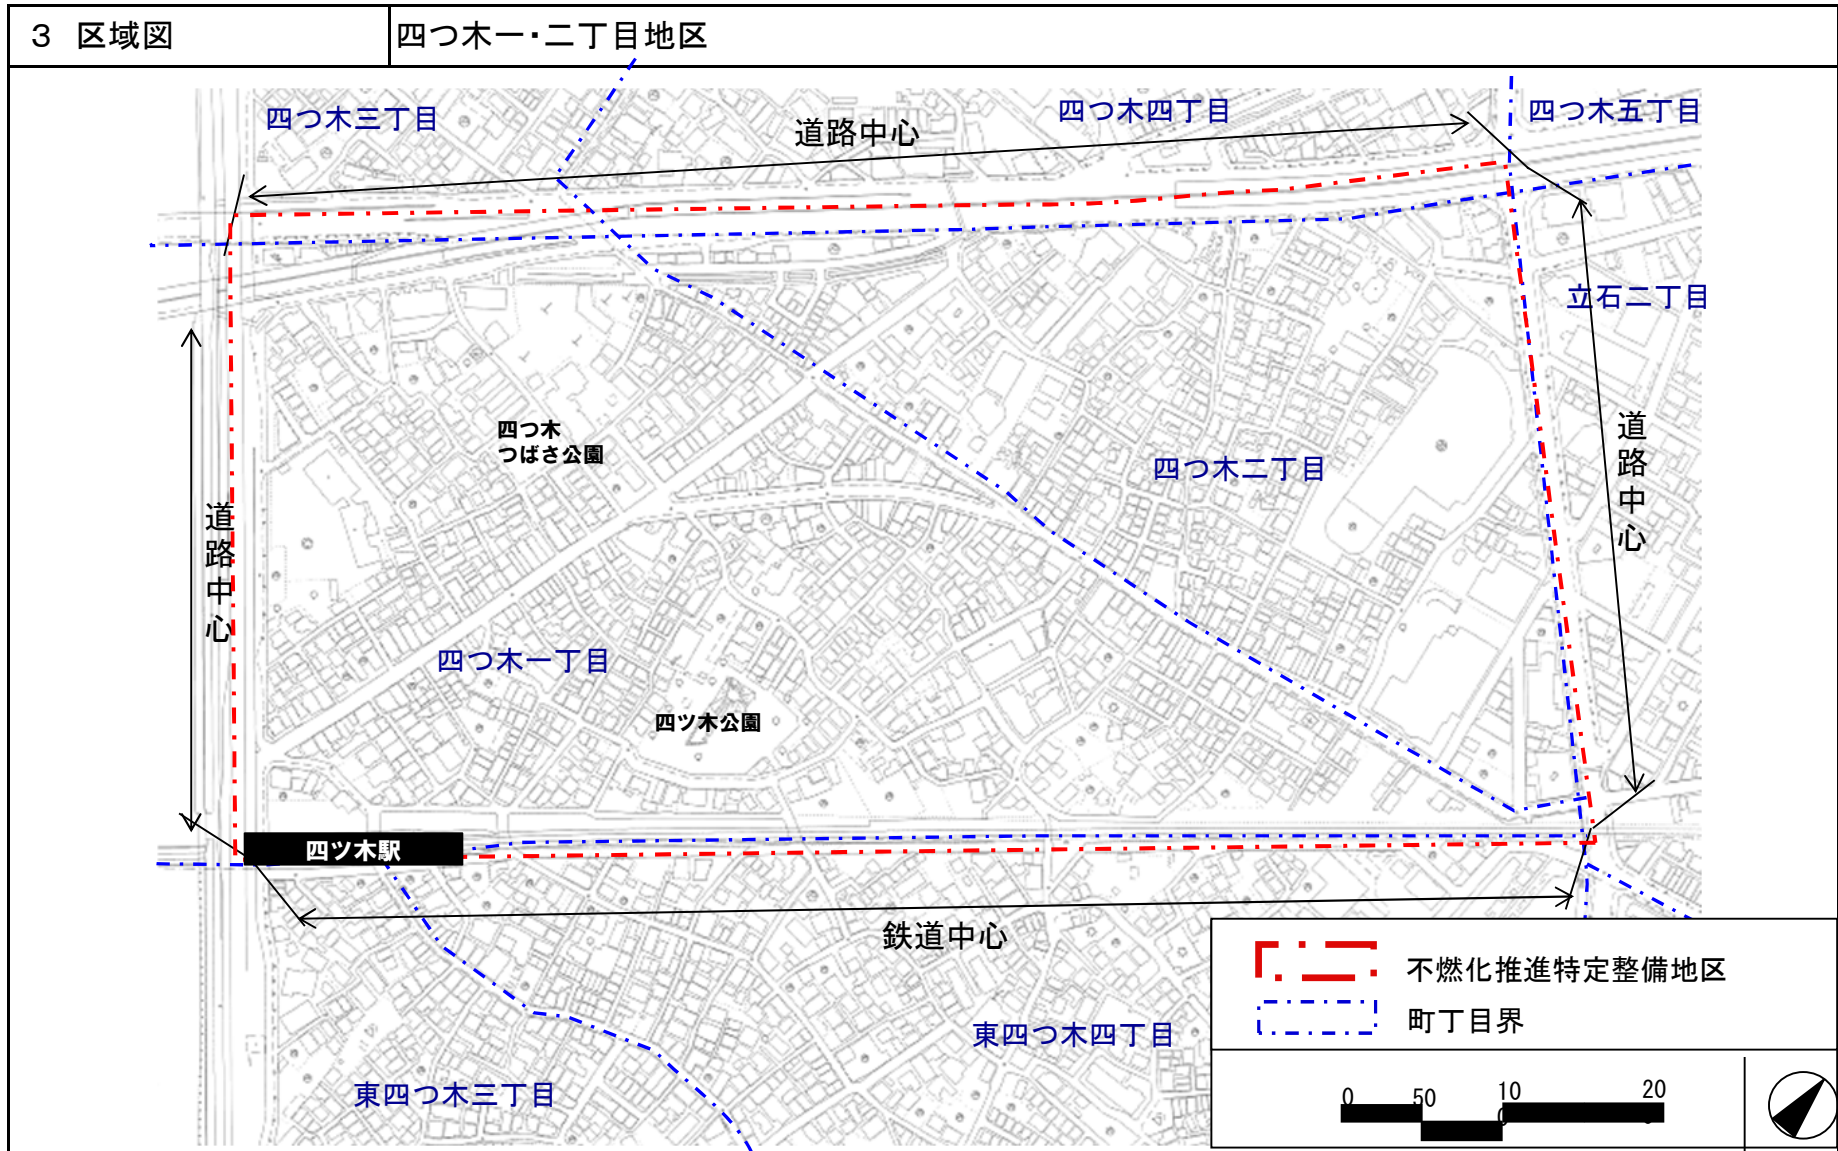 ３ 区域図
四つ木一・二丁目地区
四つ木三丁目
四つ木四丁目
四つ木五丁目
道路中心
立石二丁目
四つ木
つばさ公園
四つ木二丁目
道路中心
道路中心
四つ木一丁目
四ツ木公園
四ツ木駅
鉄道中心
不燃化推進特定整備地区
町丁目界
東四つ木四丁目
東四つ木三丁目
0 50 10 20